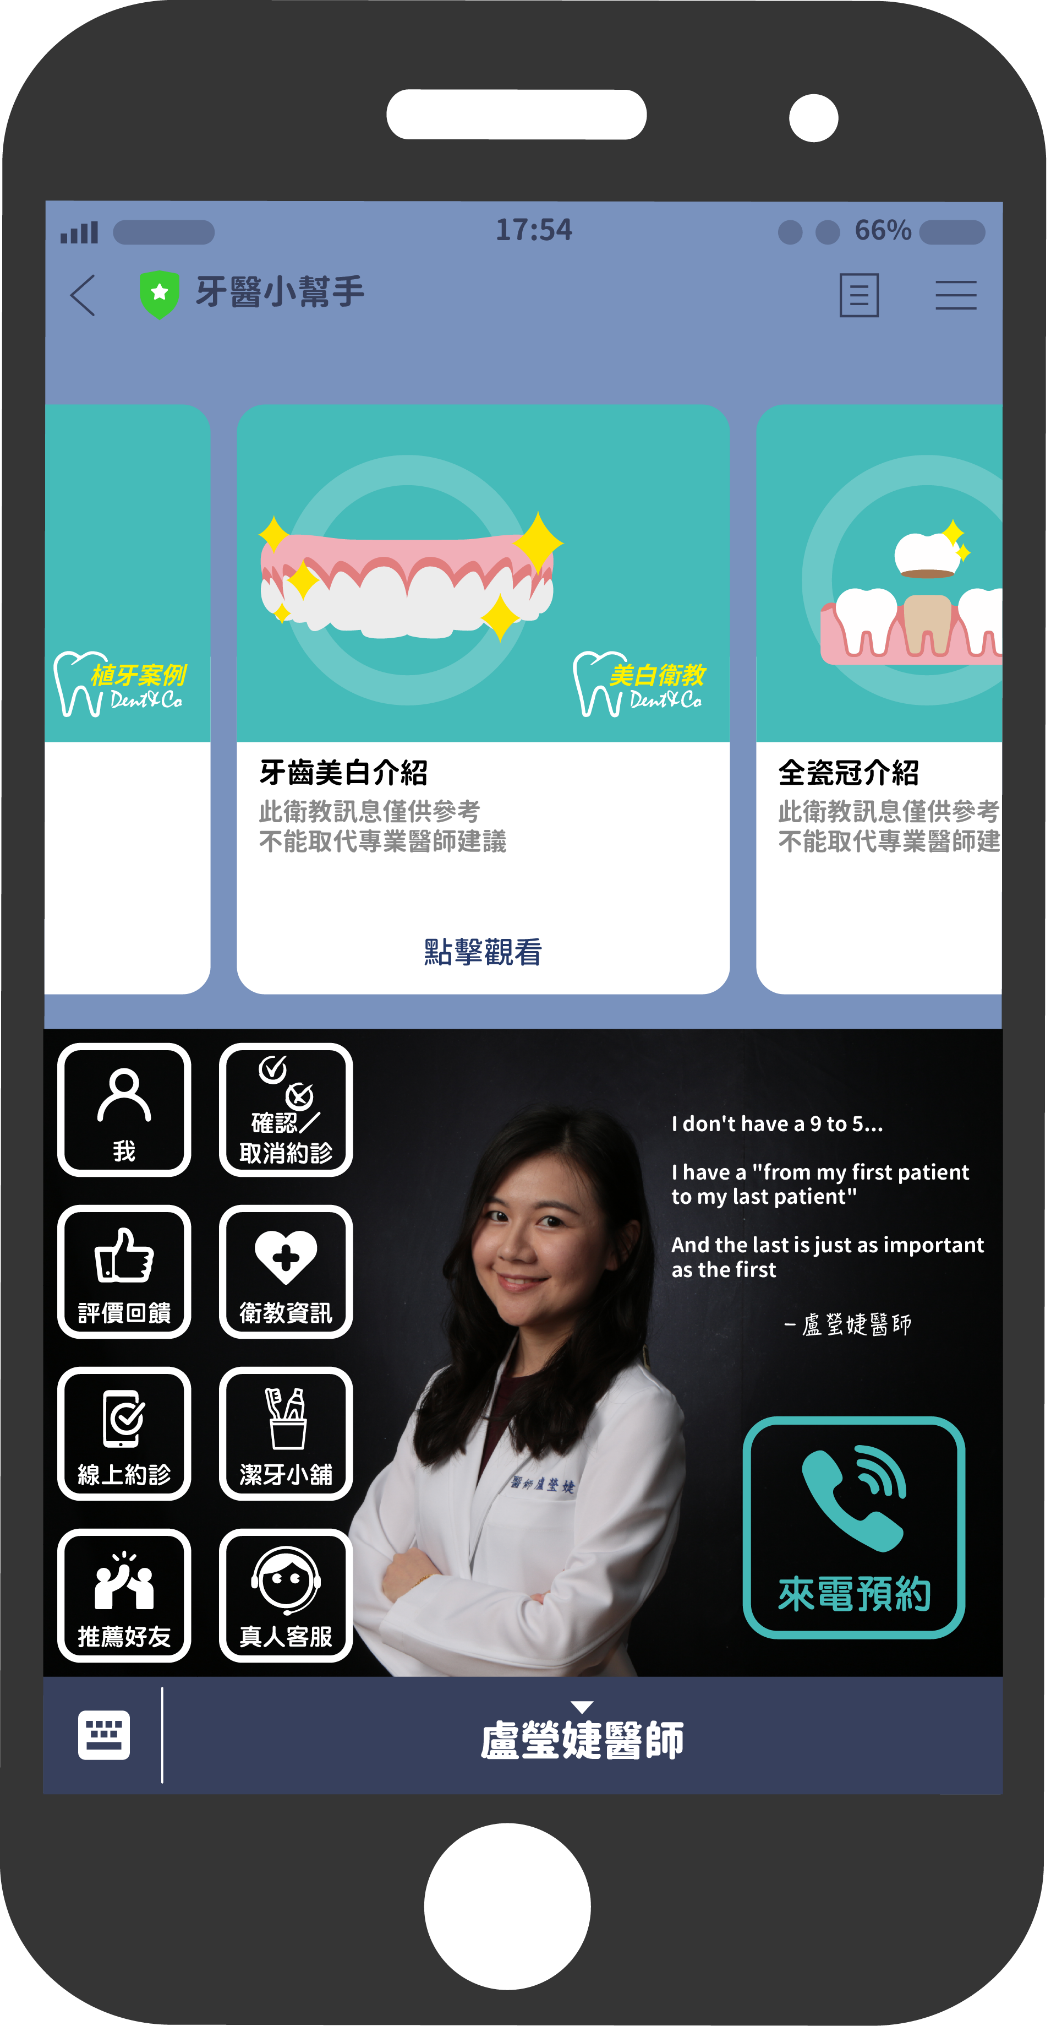 17:54
66%
牙醫小幫手
植牙案例
Dent&Co
美白衛教
Dent&Co
牙齒美白介紹
此衛教訊息僅供參考
不能取代專業醫師建議
點擊觀看
全瓷冠介紹
此衛教訊息僅供參考
不能取代專業醫師建
我
確認／
取消約診
評價回饋
衛教資訊
線上約診
潔牙小舖
推薦好友
真人客服
I don't have a 9 to 5...
I have a "from my first patient
to my last patient"
And the last is just as important
as the first
– 盧瑩婕醫師
醫師盧瑩婕
來電預約
盧瑩婕醫師